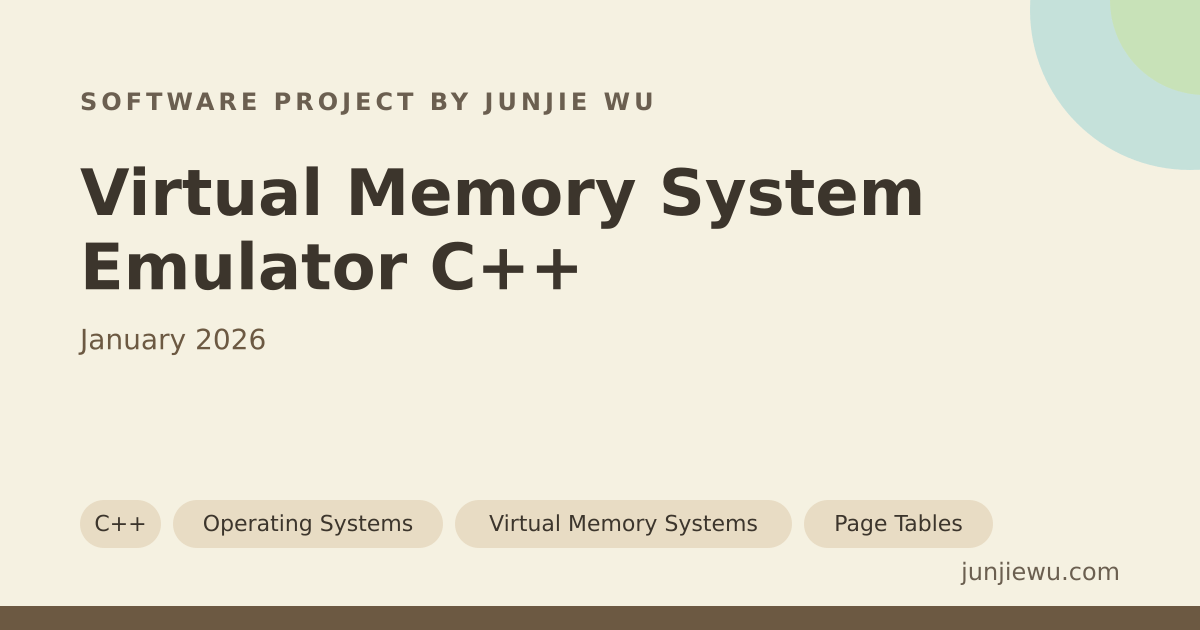 SOFTWARE PROJECT BY JUNJIE WU
Virtual Memory System
Emulator C++
January 2026
C++
Operating Systems
Virtual Memory Systems
Page Tables
junjiewu.com